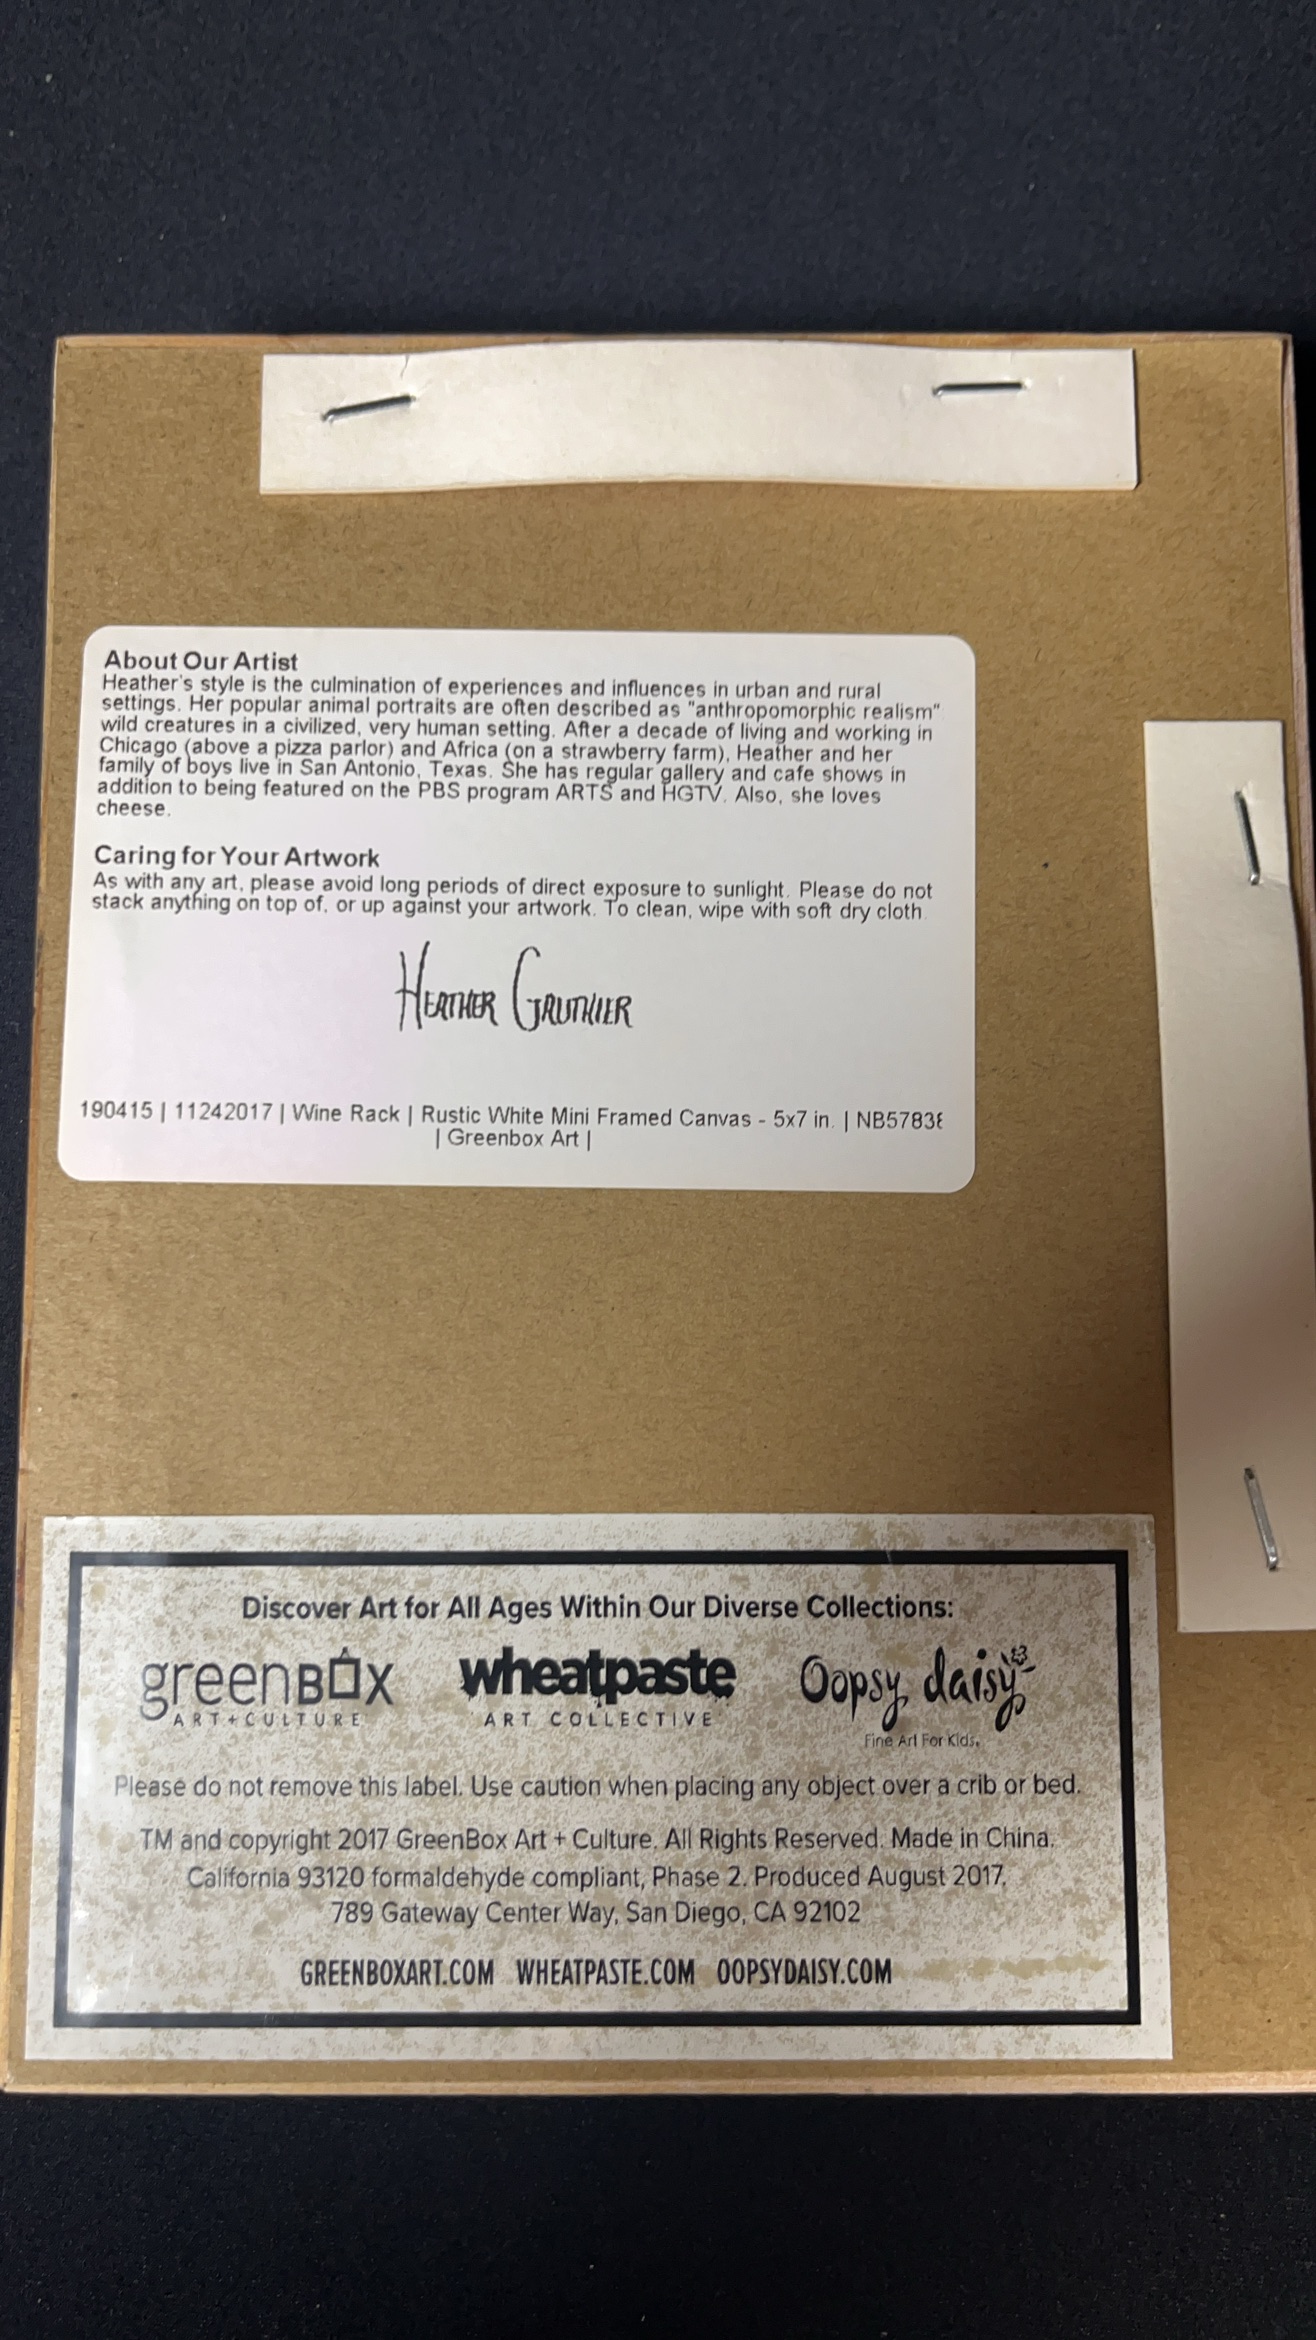 About Our Artist
Heather's style is the culmination of experiences and influences in urban and rural
settings. Her popular animal portraits are often described as "anthropomorphic realism"
wild creatures in a civilized, very human setting. After a decade of living and working in
Chicago (above a pizza parlor) and Africa (on a strawberry farm), Heather and her
family of boys live in San Antonio, Texas. She has regular gallery and cafe shows in
addition to being featured on the PBS program ARTS and HGTV. Also, she loves
cheese.
Caring for Your Artwork
As with any art, please avoid long periods of direct exposure to sunlight. Please do not
stack anything on top of, or up against your artwork. To clean, wipe with soft dry cloth.
HEATHER GAUTHIER
190415 | 11242017 | Wine Rack | Rustic White Mini Framed Canvas - 5x7 in. |
| Greenbox Art |
Discover Art for All Ages Within Our Diverse Collections:
greenBOX wheatpaste Oopsy daisy
ART+CULTURE ART COLLECTIVE Fine Art For Kids.
Please do not remove this label. Use caution when placing any object over a crib or bed.
TM and copyright 2017 GreenBox Art + Culture. All Rights Reserved. Made in China.
California 93120 formaldehyde compliant, Phase 2. Produced August 2017.
789 Gateway Center Way, San Diego, CA 92102
GREENBOXART.COM WHEATPASTE.COM OOPSYDAISY.COM